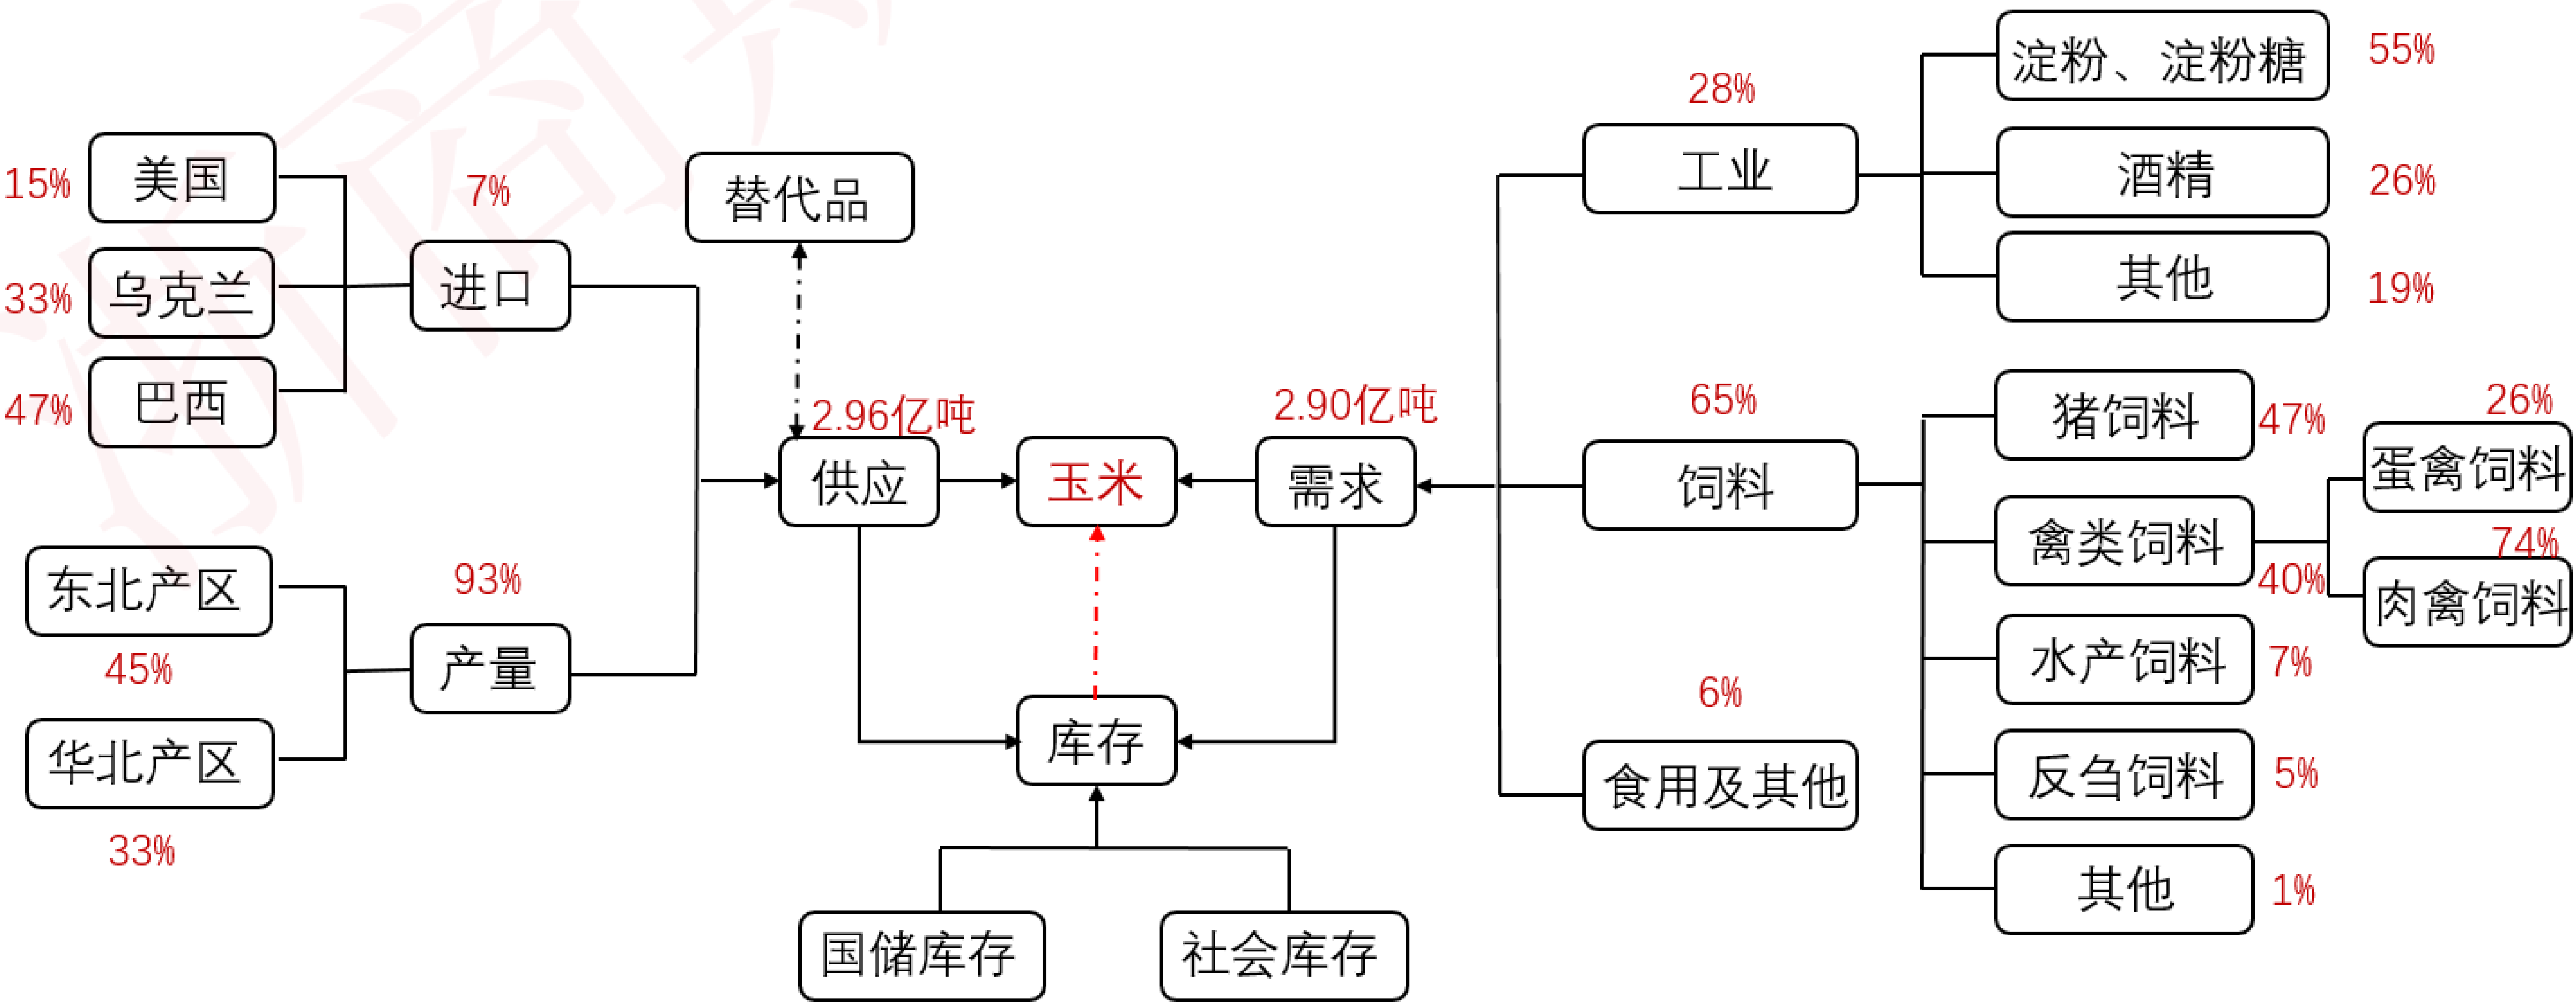 15%
美国
33%
乌克兰
47%
巴西
7%
进口
东北产区
45%
华北产区
33%
93%
产量
替代品
2.96亿吨
供应
玉米
2.90亿吨
需求
库存
国储库存
社会库存
28%
工业
淀粉、淀粉糖
55%
酒精
26%
其他
19%
65%
饲料
猪饲料
47%
禽类饲料
40%
26%
蛋禽饲料
74%
肉禽饲料
水产饲料
7%
反刍饲料
5%
其他
1%
6%
食用及其他